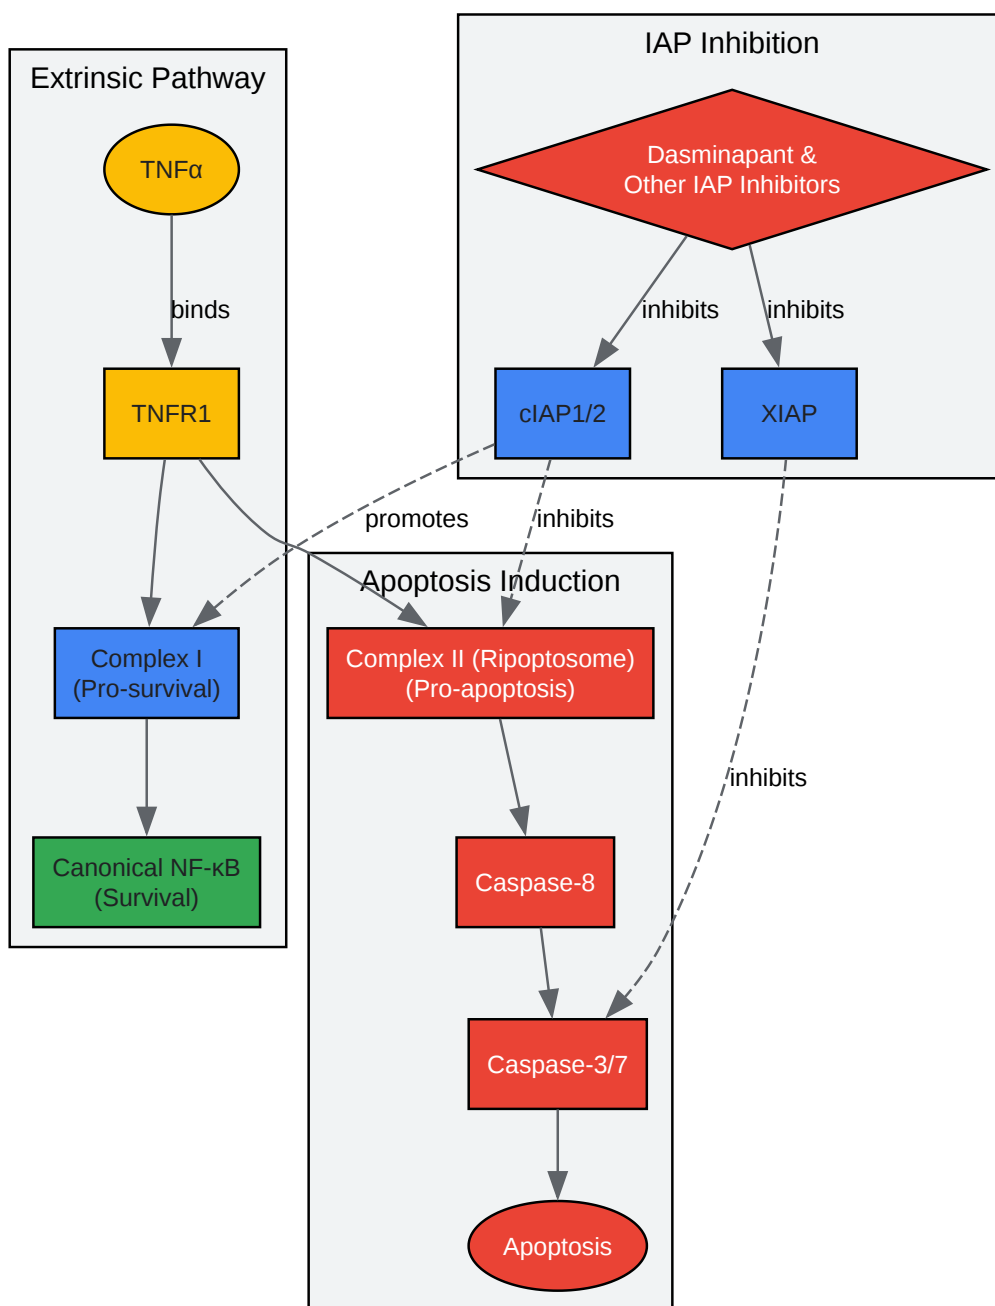 IAP Inhibition
Extrinsic Pathway
TNFα
Dasminapant &
Other IAP Inhibitors
binds
inhibits
inhibits
TNFR1
cIAP1/2
XIAP
promotes
inhibits
Apoptosis Induction
Complex I
(Pro-survival)
Complex II (Ripoptosome)
(Pro-apoptosis)
inhibits
Canonical NF-κB
(Survival)
Caspase-8
Caspase-3/7
Apoptosis